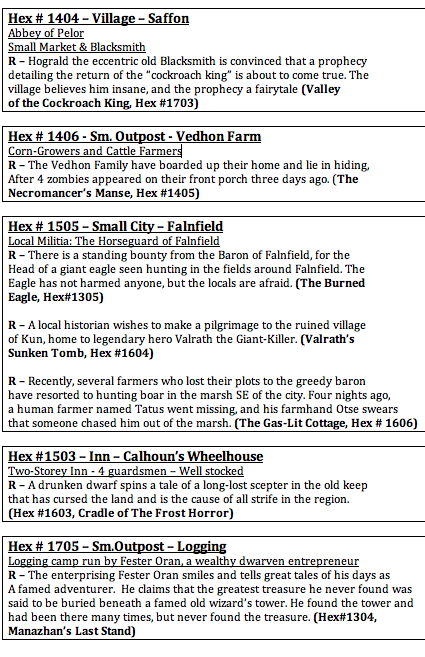 Hex # 1404 – Village – Saffon
Abbey of Pelor
Small Market & Blacksmith
R – Hograld the eccentric old Blacksmith is convinced that a prophecy
detailing the return of the “cockroach king” is about to come true. The
village believes him insane, and the prophecy a fairytale (Valley
of the Cockroach King, Hex #1703)
Hex # 1406 - Sm. Outpost - Vedhon Farm
Corn-Growers and Cattle Farmers
R – The Vedhon Family have boarded up their home and lie in hiding,
After 4 zombies appeared on their front porch three days ago. (The
Necromancer’s Manse, Hex #1405)
Hex # 1505 – Small City – Falnfield
Local Militia: The Horseguard of Falnfield
R – There is a standing bounty from the Baron of Falnfield, for the
Head of a giant eagle seen hunting in the fields around Falnfield. The
Eagle has not harmed anyone, but the locals are afraid. (The Burned
Eagle, Hex#1305)
R – A local historian wishes to make a pilgrimage to the ruined village
of Kun, home to legendary hero Valrath the Giant-Killer. (Valrath’s
Sunken Tomb, Hex #1604)
R – Recently, several farmers who lost their plots to the greedy baron
have resorted to hunting boar in the marsh SE of the city. Four nights ago,
a human farmer named Tatus went missing, and his farmhand Otse swears
that someone chased him out of the marsh. (The Gas-Lit Cottage, Hex # 1606)
Hex #1503 – Inn – Calhoun’s Wheelhouse
Two-Storey Inn - 4 guardsmen – Well stocked
R – A drunken dwarf spins a tale of a long-lost scepter in the old keep
that has cursed the land and is the cause of all strife in the region.
(Hex #1603, Cradle of The Frost Horror)
Hex # 1705 – Sm.Outpost – Logging
Logging camp run by Fester Oran, a wealthy dwarven entrepreneur
R – The enterprising Fester Oran smiles and tells great tales of his days as
A famed adventurer.  He claims that the greatest treasure he never found was
said to be buried beneath a famed old wizard’s tower. He found the tower and
had been there many times, but never found the treasure. (Hex#1304,
Manazhan’s Last Stand)